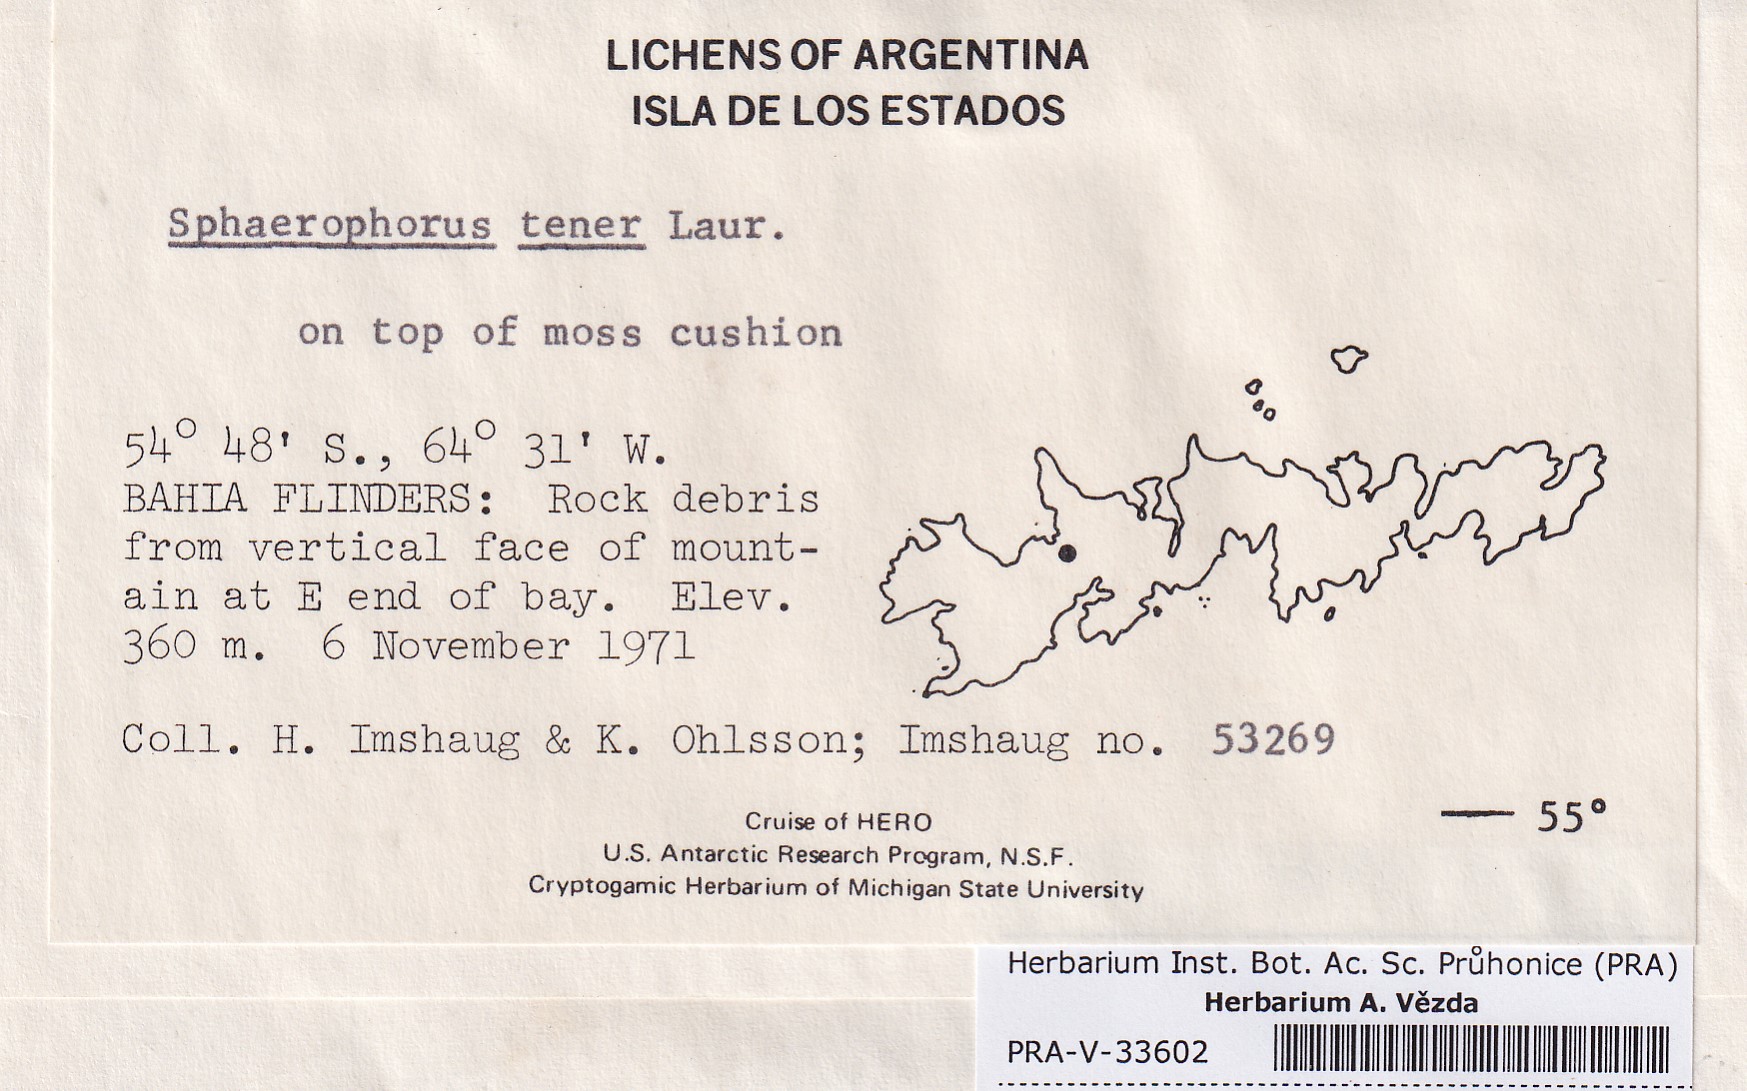 LICHENS OF ARGENTINA
ISLA DE LOS ESTADOS
Sphaerophorus tener Laur.
on top of moss cushion
54° 48' S., 64° 31' W.
BAHIA FLINDERS: Rock debris
from vertical face of mount-
ain at E end of bay. Elev.
360 m. 6 November 1971
Coll. H. Imshaug & K. Ohlsson; Imshaug no. 53269
55°
Cruise of HERO
U.S. Antarctic Research Program, N.S.F.
Cryptogamic Herbarium of Michigan State University
Herbarium Inst. Bot. Ac. Sc. Průhonice (PRA)
Herbarium A. Vězda
PRA-V-33602